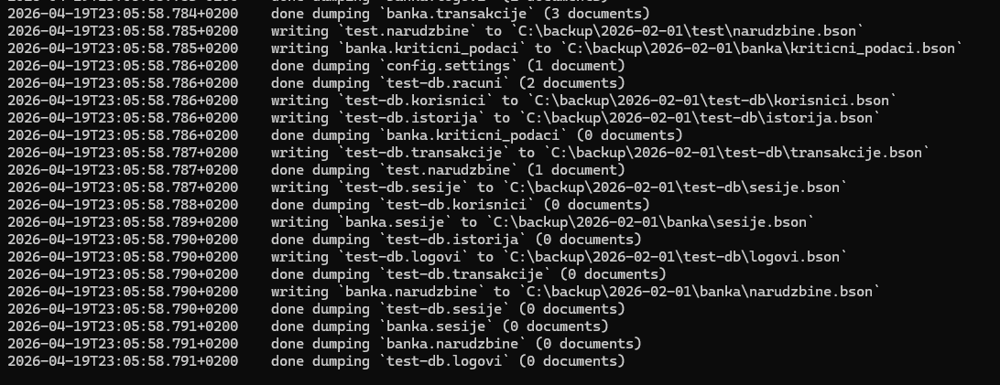 2026-04-19T23:05:58.784+0200    done dumping `banka.transakcije` (3 documents)
2026-04-19T23:05:58.785+0200    writing `test.narudzbine` to `C:\backup\2026-02-01\test\narudzbine.bson`
2026-04-19T23:05:58.785+0200    writing `banka.kriticni_podaci` to `C:\backup\2026-02-01\banka\kriticni_podaci.bson`
2026-04-19T23:05:58.786+0200    done dumping `config.settings` (1 document)
2026-04-19T23:05:58.786+0200    done dumping `test-db.racuni` (2 documents)
2026-04-19T23:05:58.786+0200    writing `test-db.korisnici` to `C:\backup\2026-02-01\test-db\korisnici.bson`
2026-04-19T23:05:58.786+0200    writing `test-db.istorija` to `C:\backup\2026-02-01\test-db\istorija.bson`
2026-04-19T23:05:58.786+0200    done dumping `banka.kriticni_podaci` (0 documents)
2026-04-19T23:05:58.787+0200    writing `test-db.transakcije` to `C:\backup\2026-02-01\test-db\transakcije.bson`
2026-04-19T23:05:58.787+0200    done dumping `test.narudzbine` (1 document)
2026-04-19T23:05:58.787+0200    writing `test-db.sesije` to `C:\backup\2026-02-01\test-db\sesije.bson`
2026-04-19T23:05:58.788+0200    done dumping `test-db.korisnici` (0 documents)
2026-04-19T23:05:58.789+0200    writing `banka.sesije` to `C:\backup\2026-02-01\banka\sesije.bson`
2026-04-19T23:05:58.790+0200    done dumping `test-db.istorija` (0 documents)
2026-04-19T23:05:58.790+0200    writing `test-db.logovi` to `C:\backup\2026-02-01\test-db\logovi.bson`
2026-04-19T23:05:58.790+0200    done dumping `test-db.transakcije` (0 documents)
2026-04-19T23:05:58.790+0200    writing `banka.narudzbine` to `C:\backup\2026-02-01\banka\narudzbine.bson`
2026-04-19T23:05:58.790+0200    done dumping `test-db.sesije` (0 documents)
2026-04-19T23:05:58.791+0200    done dumping `banka.sesije` (0 documents)
2026-04-19T23:05:58.791+0200    done dumping `banka.narudzbine` (0 documents)
2026-04-19T23:05:58.791+0200    done dumping `test-db.logovi` (0 documents)